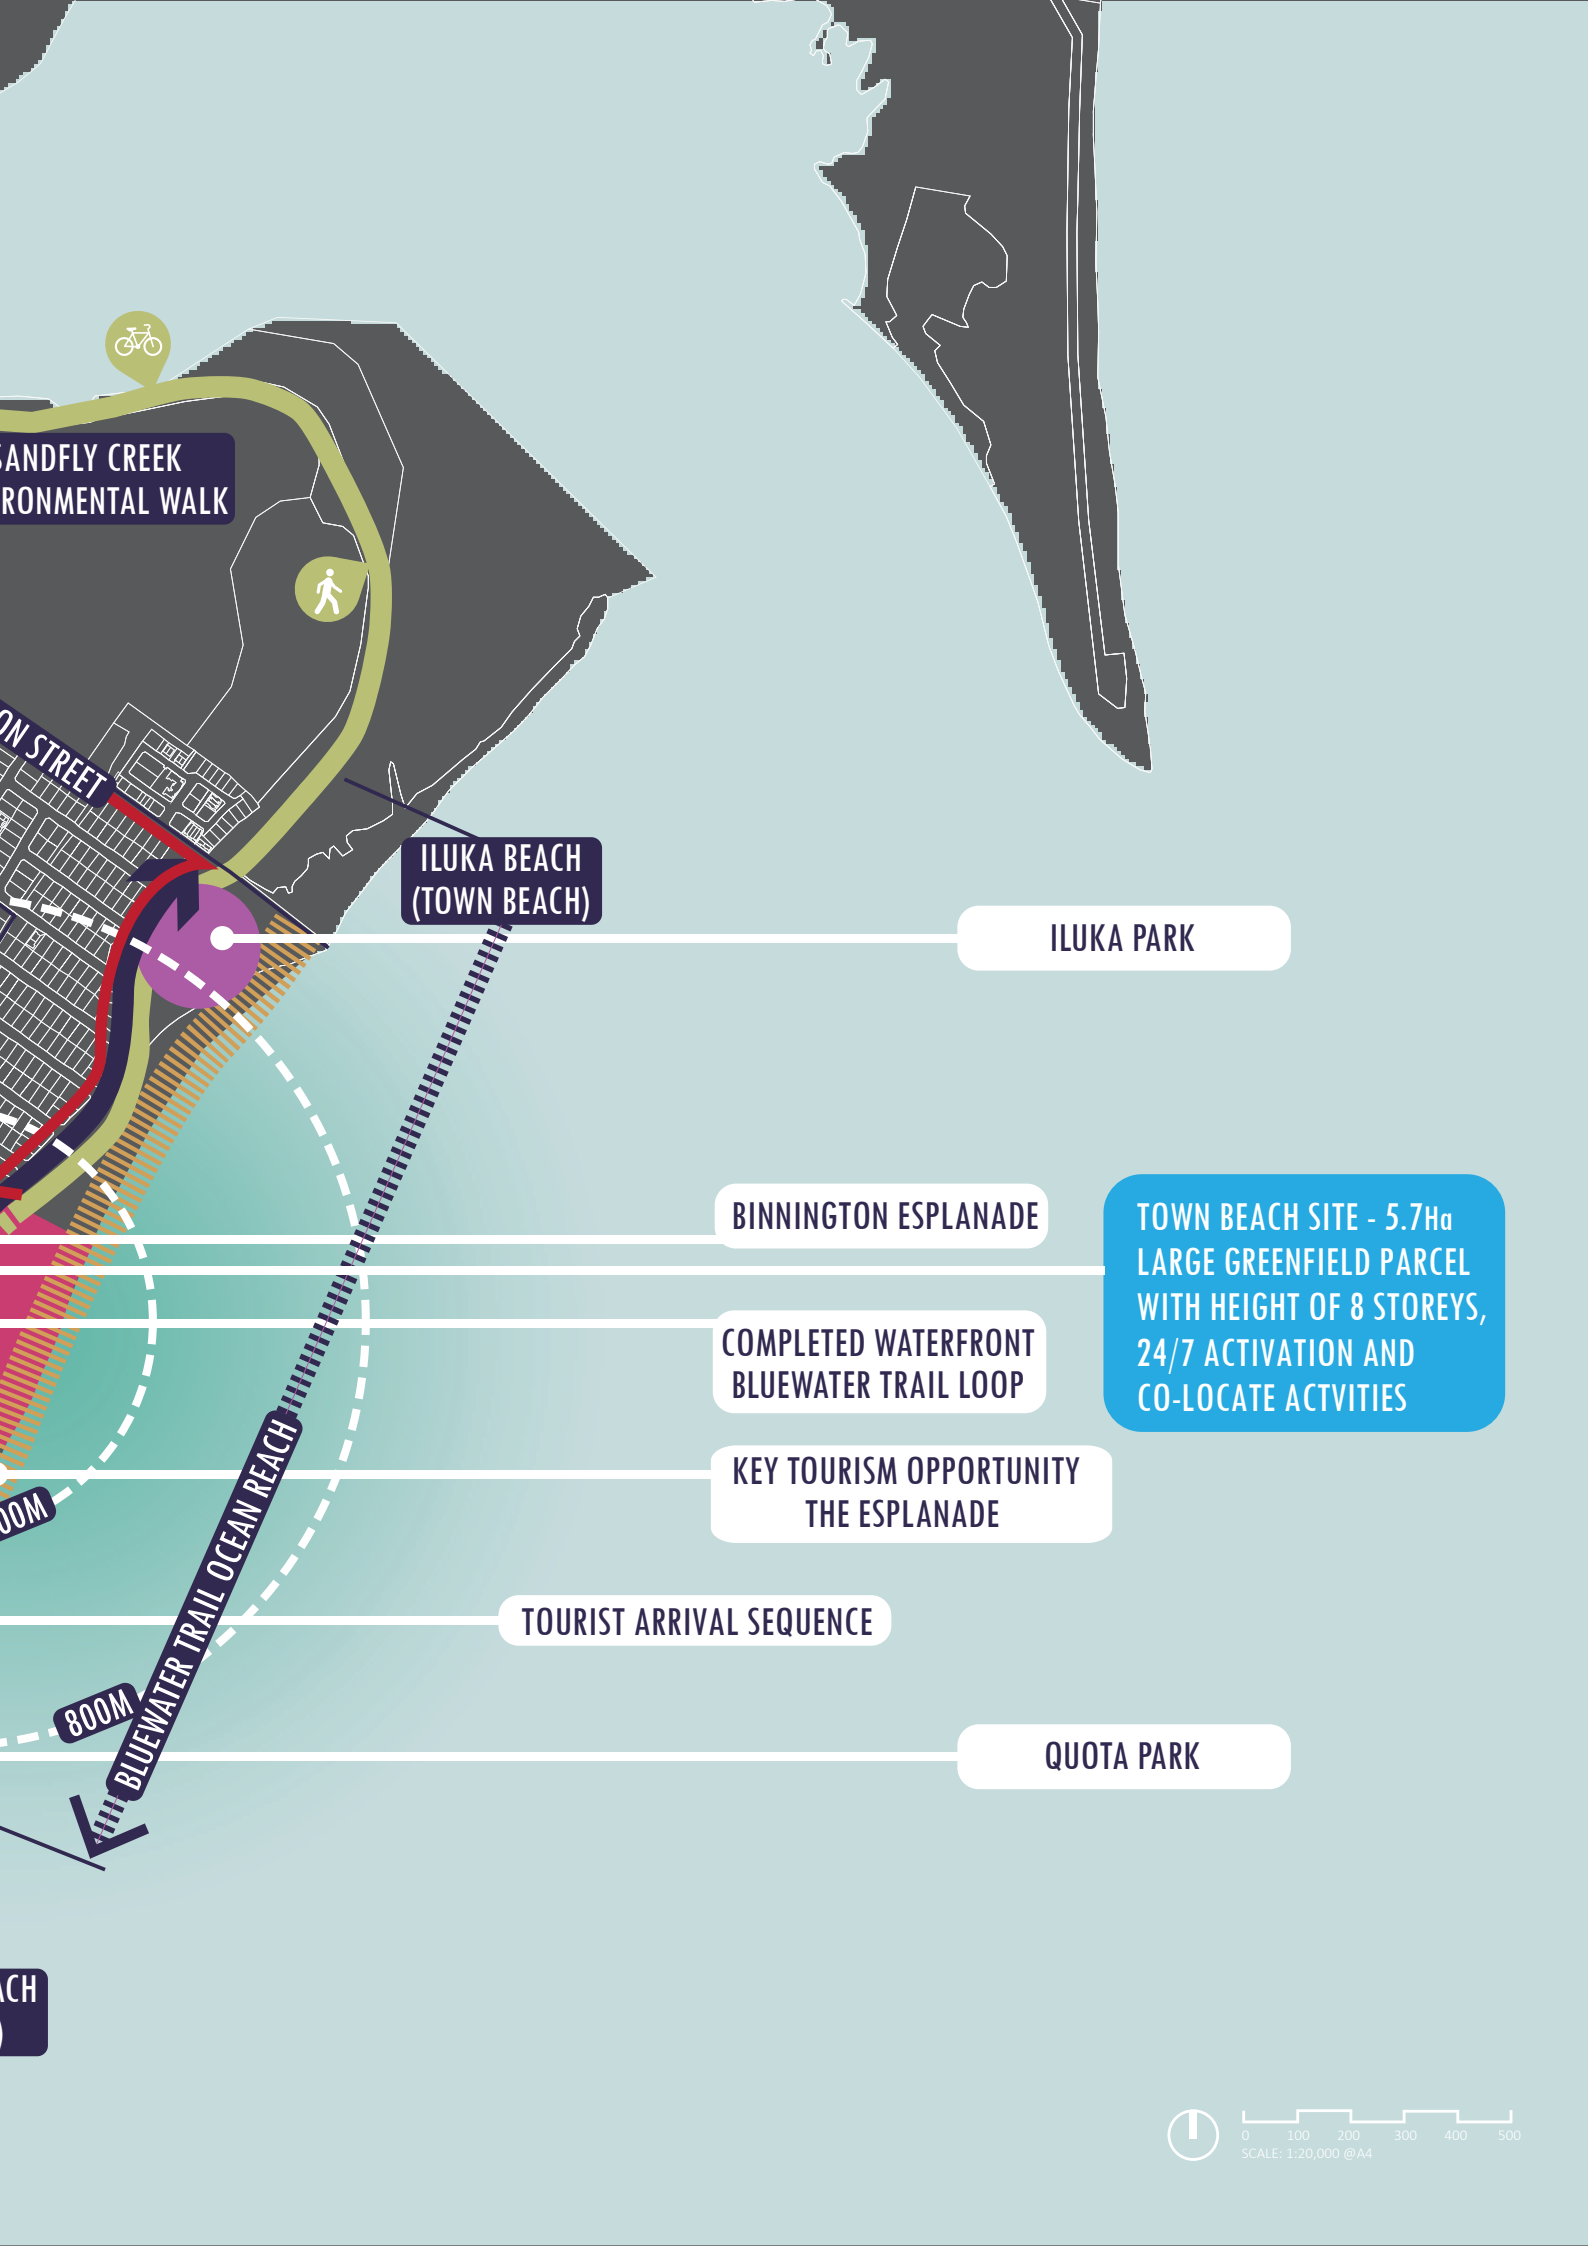 SANDFLY CREEK
RONMENTAL WALK
ON STREET
ILUKA BEACH
(TOWN BEACH)
ILUKA PARK
BINNINGTON ESPLANADE
TOWN BEACH SITE - 5.7Ha
LARGE GREENFIELD PARCEL
WITH HEIGHT OF 8 STOREYS,
24/7 ACTIVATION AND
CO-LOCATE ACTVITIES
COMPLETED WATERFRONT
BLUEWATER TRAIL LOOP
KEY TOURISM OPPORTUNITY
THE ESPLANADE
00M
BLUEWATER TRAIL OCEAN REACH
TOURIST ARRIVAL SEQUENCE
800M
QUOTA PARK
ACH
)
0 100 200 300 400 500
SCALE: 1:20,000 @A4